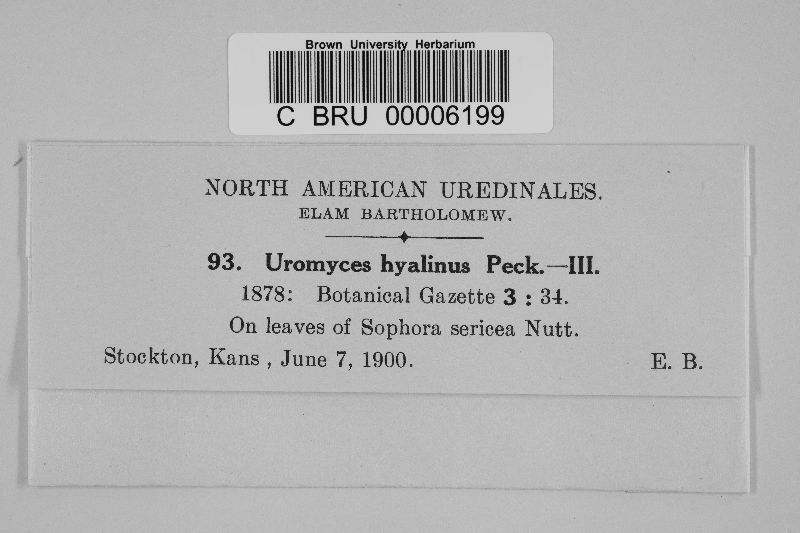 Brown University Herbarium
C BRU 00006199
NORTH AMERICAN UREDINALES.
ELAM BARTHOLOMEW.
93. Uromyces hyalinus Peck.—III.
1878: Botanical Gazette 3 : 34.
On leaves of Sophora sericea Nutt.
Stockton, Kans , June 7, 1900. E. B.